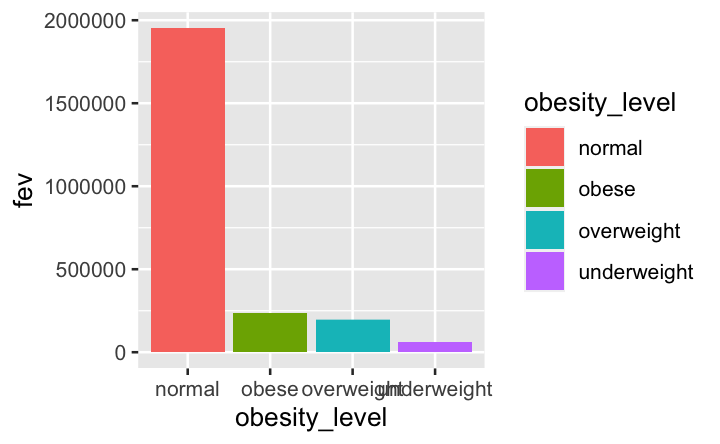 2000000
1500000
1000000
500000
0
fev
normal
obese
overweight
underweight
obesity_level
obesity_level
normal
obese
overweight
underweight